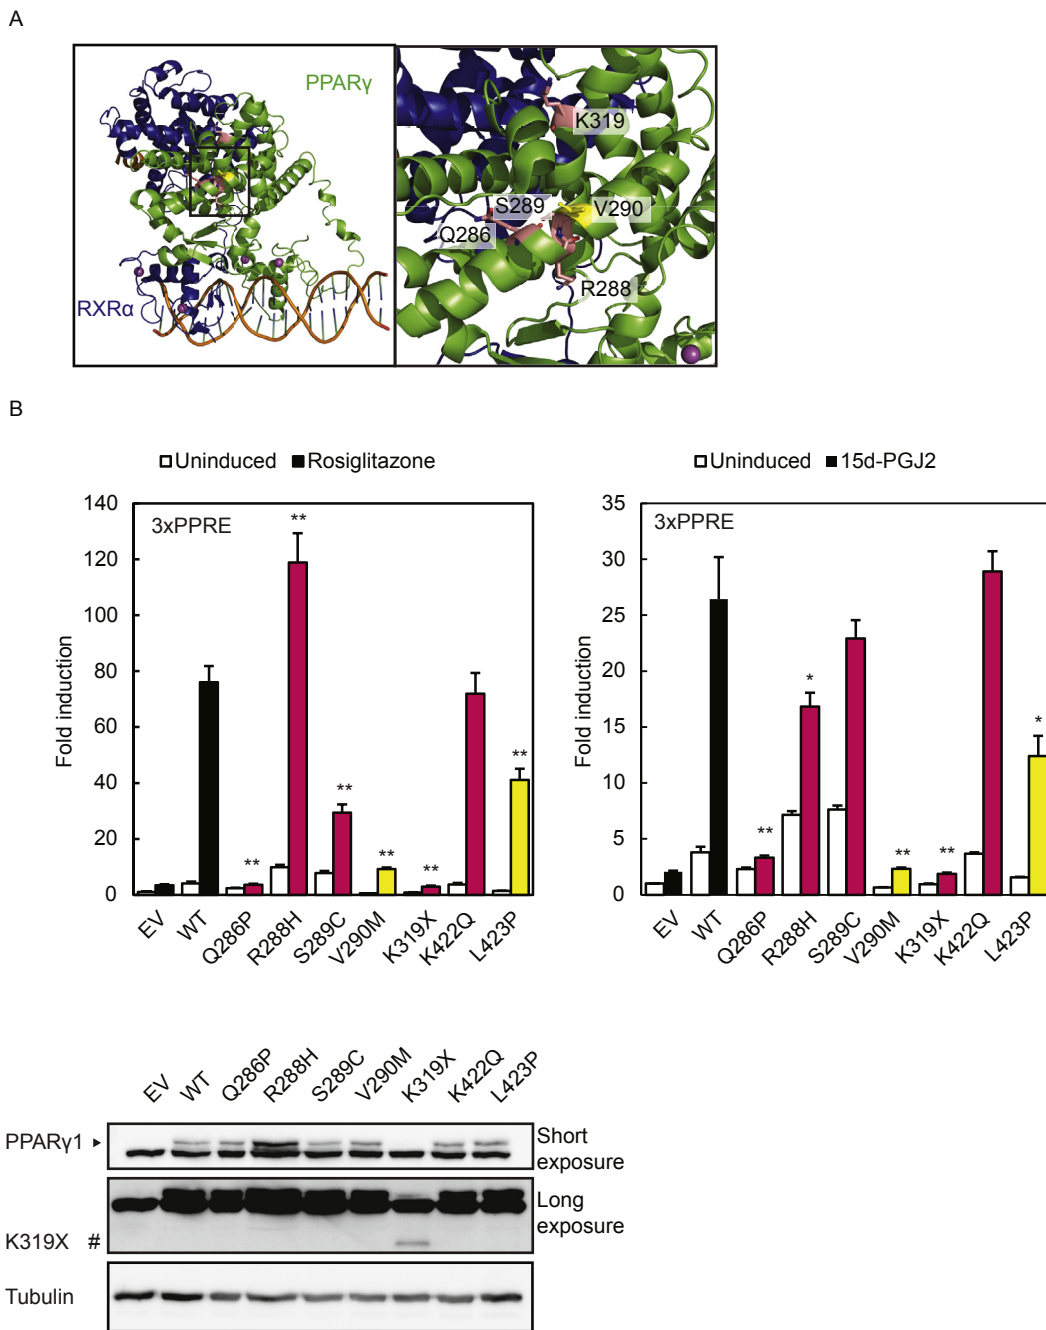 A
PPARγ
RXRα
K319
S289
V290
Q286
R288
B
Uninduced Rosiglitazone
3xPPRE
Fold induction
140
120
100
80
60
40
20
0
** ** ** ** ** **
EV WT Q286P R288H S289C V290M K319X K422Q L423P
Uninduced 15d-PGJ2
3xPPRE
Fold induction
35
30
25
20
15
10
5
0
** * ** ** *
EV WT Q286P R288H S289C V290M K319X K422Q L423P
EV WT Q286P R288H S289C V290M K319X K422Q L423P
PPARγ1
Short
exposure
Long
exposure
K319X #
Tubulin